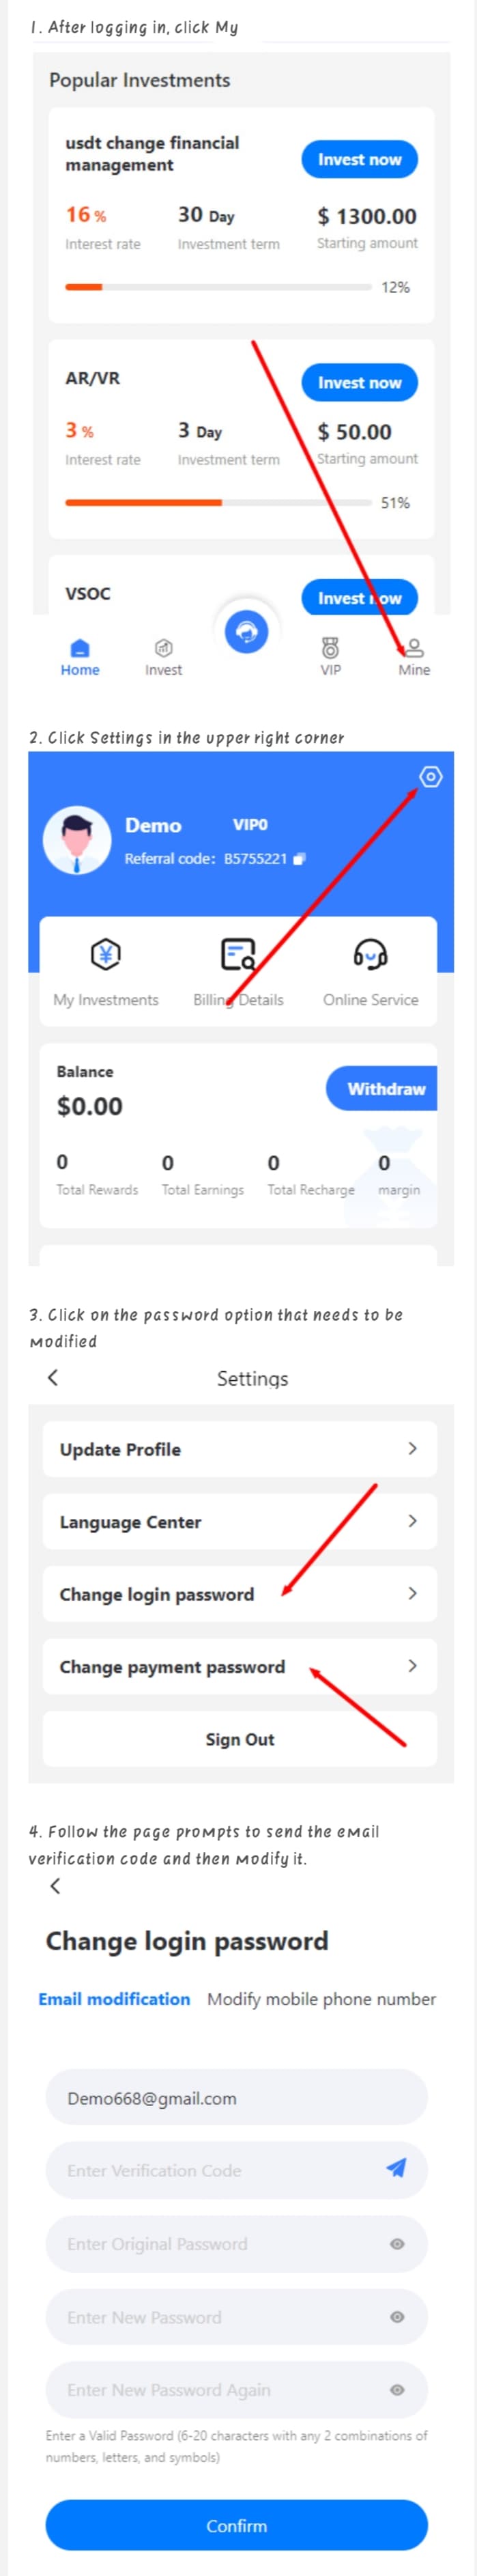 1. After logging in, click My
Popular Investments
usdt change financial
management
Invest now
16 %
30 Day
$ 1300.00
Interest rate
Investment term
Starting amount
12%
AR/VR
Invest now
3 %
3 Day
$ 50.00
Interest rate
Investment term
Starting amount
51%
VSOC
Invest now
Home
Invest
VIP
Mine
2. Click Settings in the upper right corner
Demo
VIP0
Referral code: B5755221
My Investments
Billing Details
Online Service
Balance
$0.00
Withdraw
0
0
0
0
Total Rewards
Total Earnings
Total Recharge
margin
3. Click on the password option that needs to be
modified
Settings
Update Profile
Language Center
Change login password
Change payment password
Sign Out
4. Follow the page prompts to send the email
verification code and then modify it.
Change login password
Email modification
Modify mobile phone number
Demo668@gmail.com
Enter Verification Code
Enter Original Password
Enter New Password
Enter New Password Again
Enter a Valid Password (6-20 characters with any 2 combinations of
numbers, letters, and symbols)
Confirm